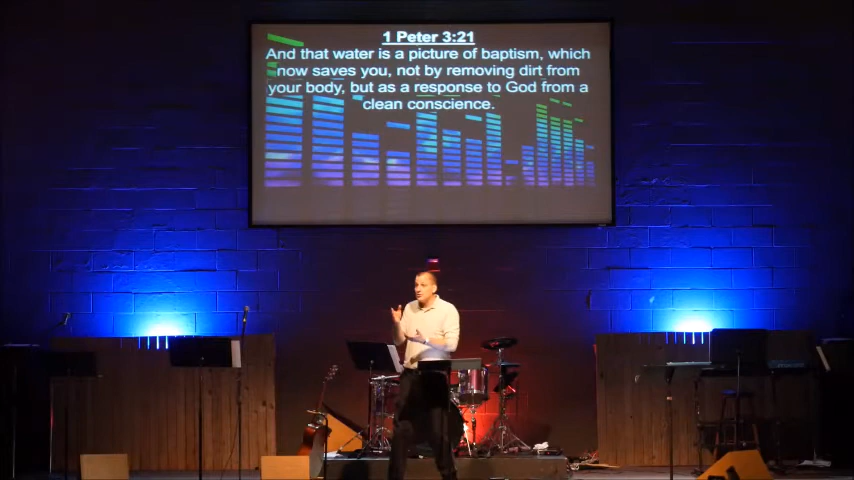 1 Peter 3:21
And that water is a picture of baptism, which
now saves you, not by removing dirt from
your body, but as a response to God from a
clean conscience.